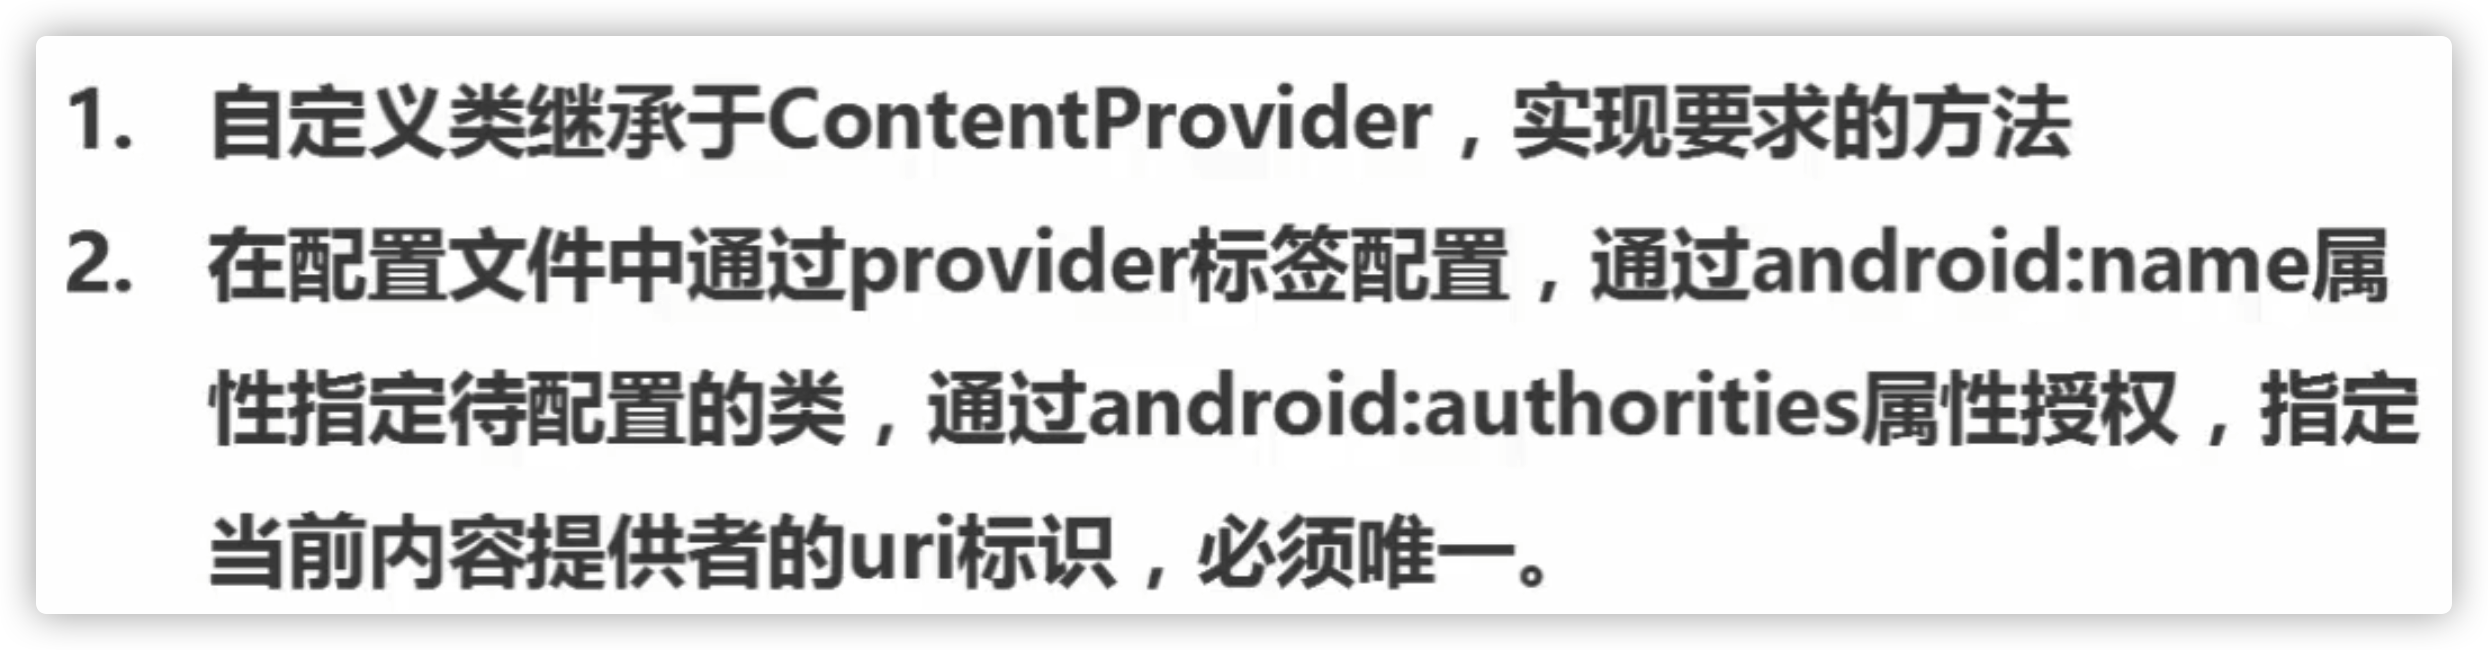 1. 自定义类继承于ContentProvider，实现要求的方法
2. 在配置文件中通过provider标签配置，通过android:name属
性指定待配置的类，通过android:authorities属性授权，指定
当前内容提供者的uri标识，必须唯一。